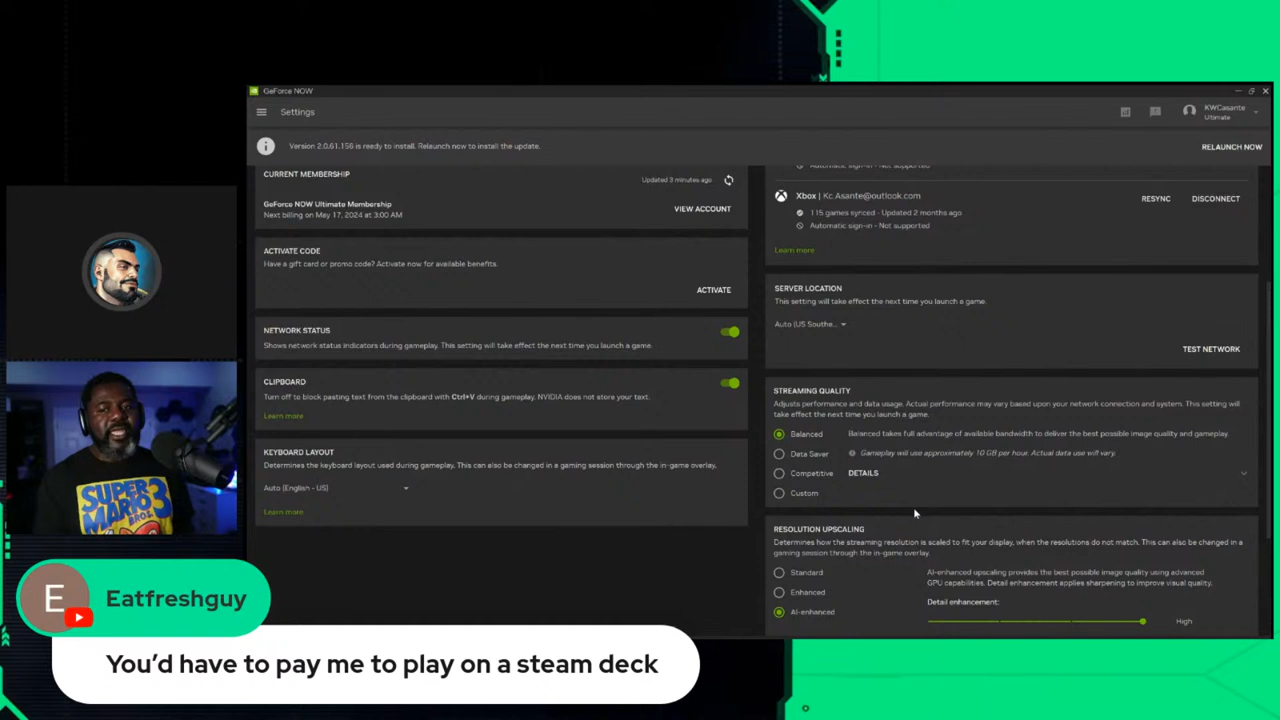 GeForce NOW
Settings
KWCasante
Ultimate
Version 2.0.61.156 is ready to install. Relaunch now to install the update.
RELAUNCH NOW
CURRENT MEMBERSHIP
Updated 3 minutes ago
GeForce NOW Ultimate Membership
Next billing on May 17, 2024 at 3:00 AM
VIEW ACCOUNT
ACTIVATE CODE
Have a gift card or promo code? Activate now for available benefits.
ACTIVATE
NETWORK STATUS
Shows network status indicators during gameplay. This setting will take effect the next time you launch a game.
CLIPBOARD
Turn off to block pasting text from the clipboard with Ctrl+V during gameplay. NVIDIA does not store your text.
Learn more
KEYBOARD LAYOUT
Determines the keyboard layout used during gameplay. This can also be changed in a gaming session through the in-game overlay.
Auto (English - US)
Learn more
Automatic sign-in - Not supported
Xbox | Kc.Asante@outlook.com
RESYNC
DISCONNECT
115 games synced - Updated 2 months ago
Automatic sign-in - Not supported
Learn more
SERVER LOCATION
This setting will take effect the next time you launch a game.
Auto (US Southe...
TEST NETWORK
STREAMING QUALITY
Adjusts performance and data usage. Actual performance may vary based upon your network connection and system. This setting will
take effect the next time you launch a game.
Balanced
Balanced takes full advantage of available bandwidth to deliver the best possible image quality and gameplay.
Data Saver
Gameplay will use approximately 10 GB per hour. Actual data use will vary.
Competitive
DETAILS
Custom
RESOLUTION UPSCALING
Determines how the streaming resolution is scaled to fit your display, when the resolutions do not match. This can also be changed in a
gaming session through the in-game overlay.
Standard
AI-enhanced upscaling provides the best possible image quality using advanced
GPU capabilities. Detail enhancement applies sharpening to improve visual quality.
Enhanced
Detail enhancement:
AI-enhanced
High
SUPER
MARIO
BROS.
3
E
Eatfreshguy
You'd have to pay me to play on a steam deck